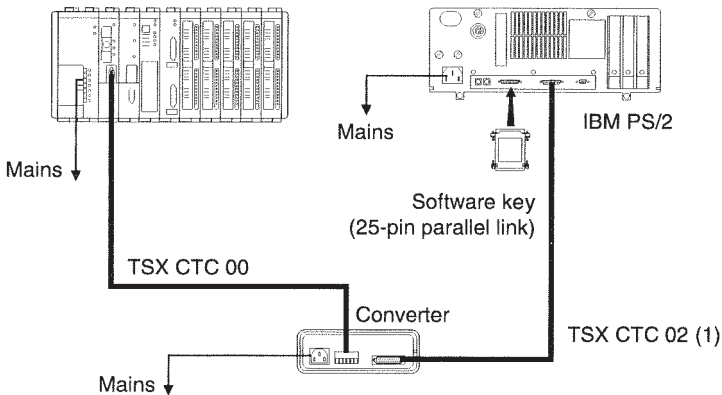 IBM PS/2
Mains
Mains
Software key
(25-pin parallel link)
TSX CTC 00
Converter
TSX CTC 02 (1)
Mains